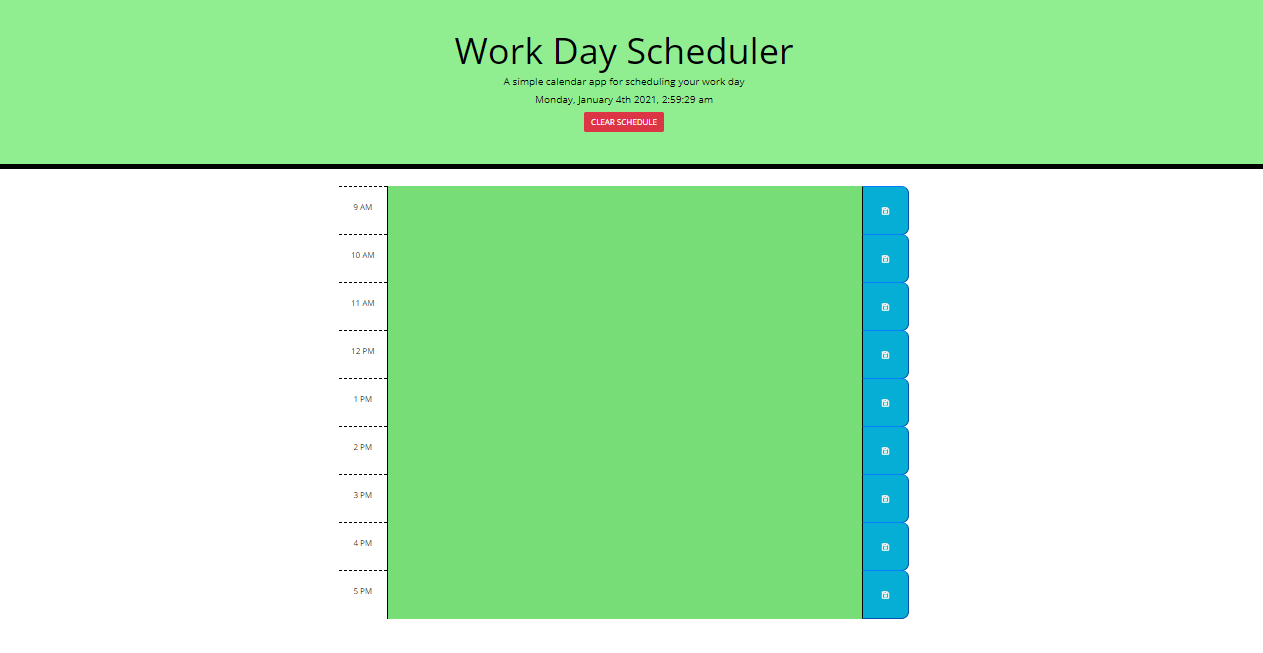 Work Day Scheduler
A simple calendar app for scheduling your work day
Monday, January 4th 2021, 2:59:29 am
CLEAR SCHEDULE
9 AM
10 AM
11 AM
12 PM
1 PM
2 PM
3 PM
4 PM
5 PM